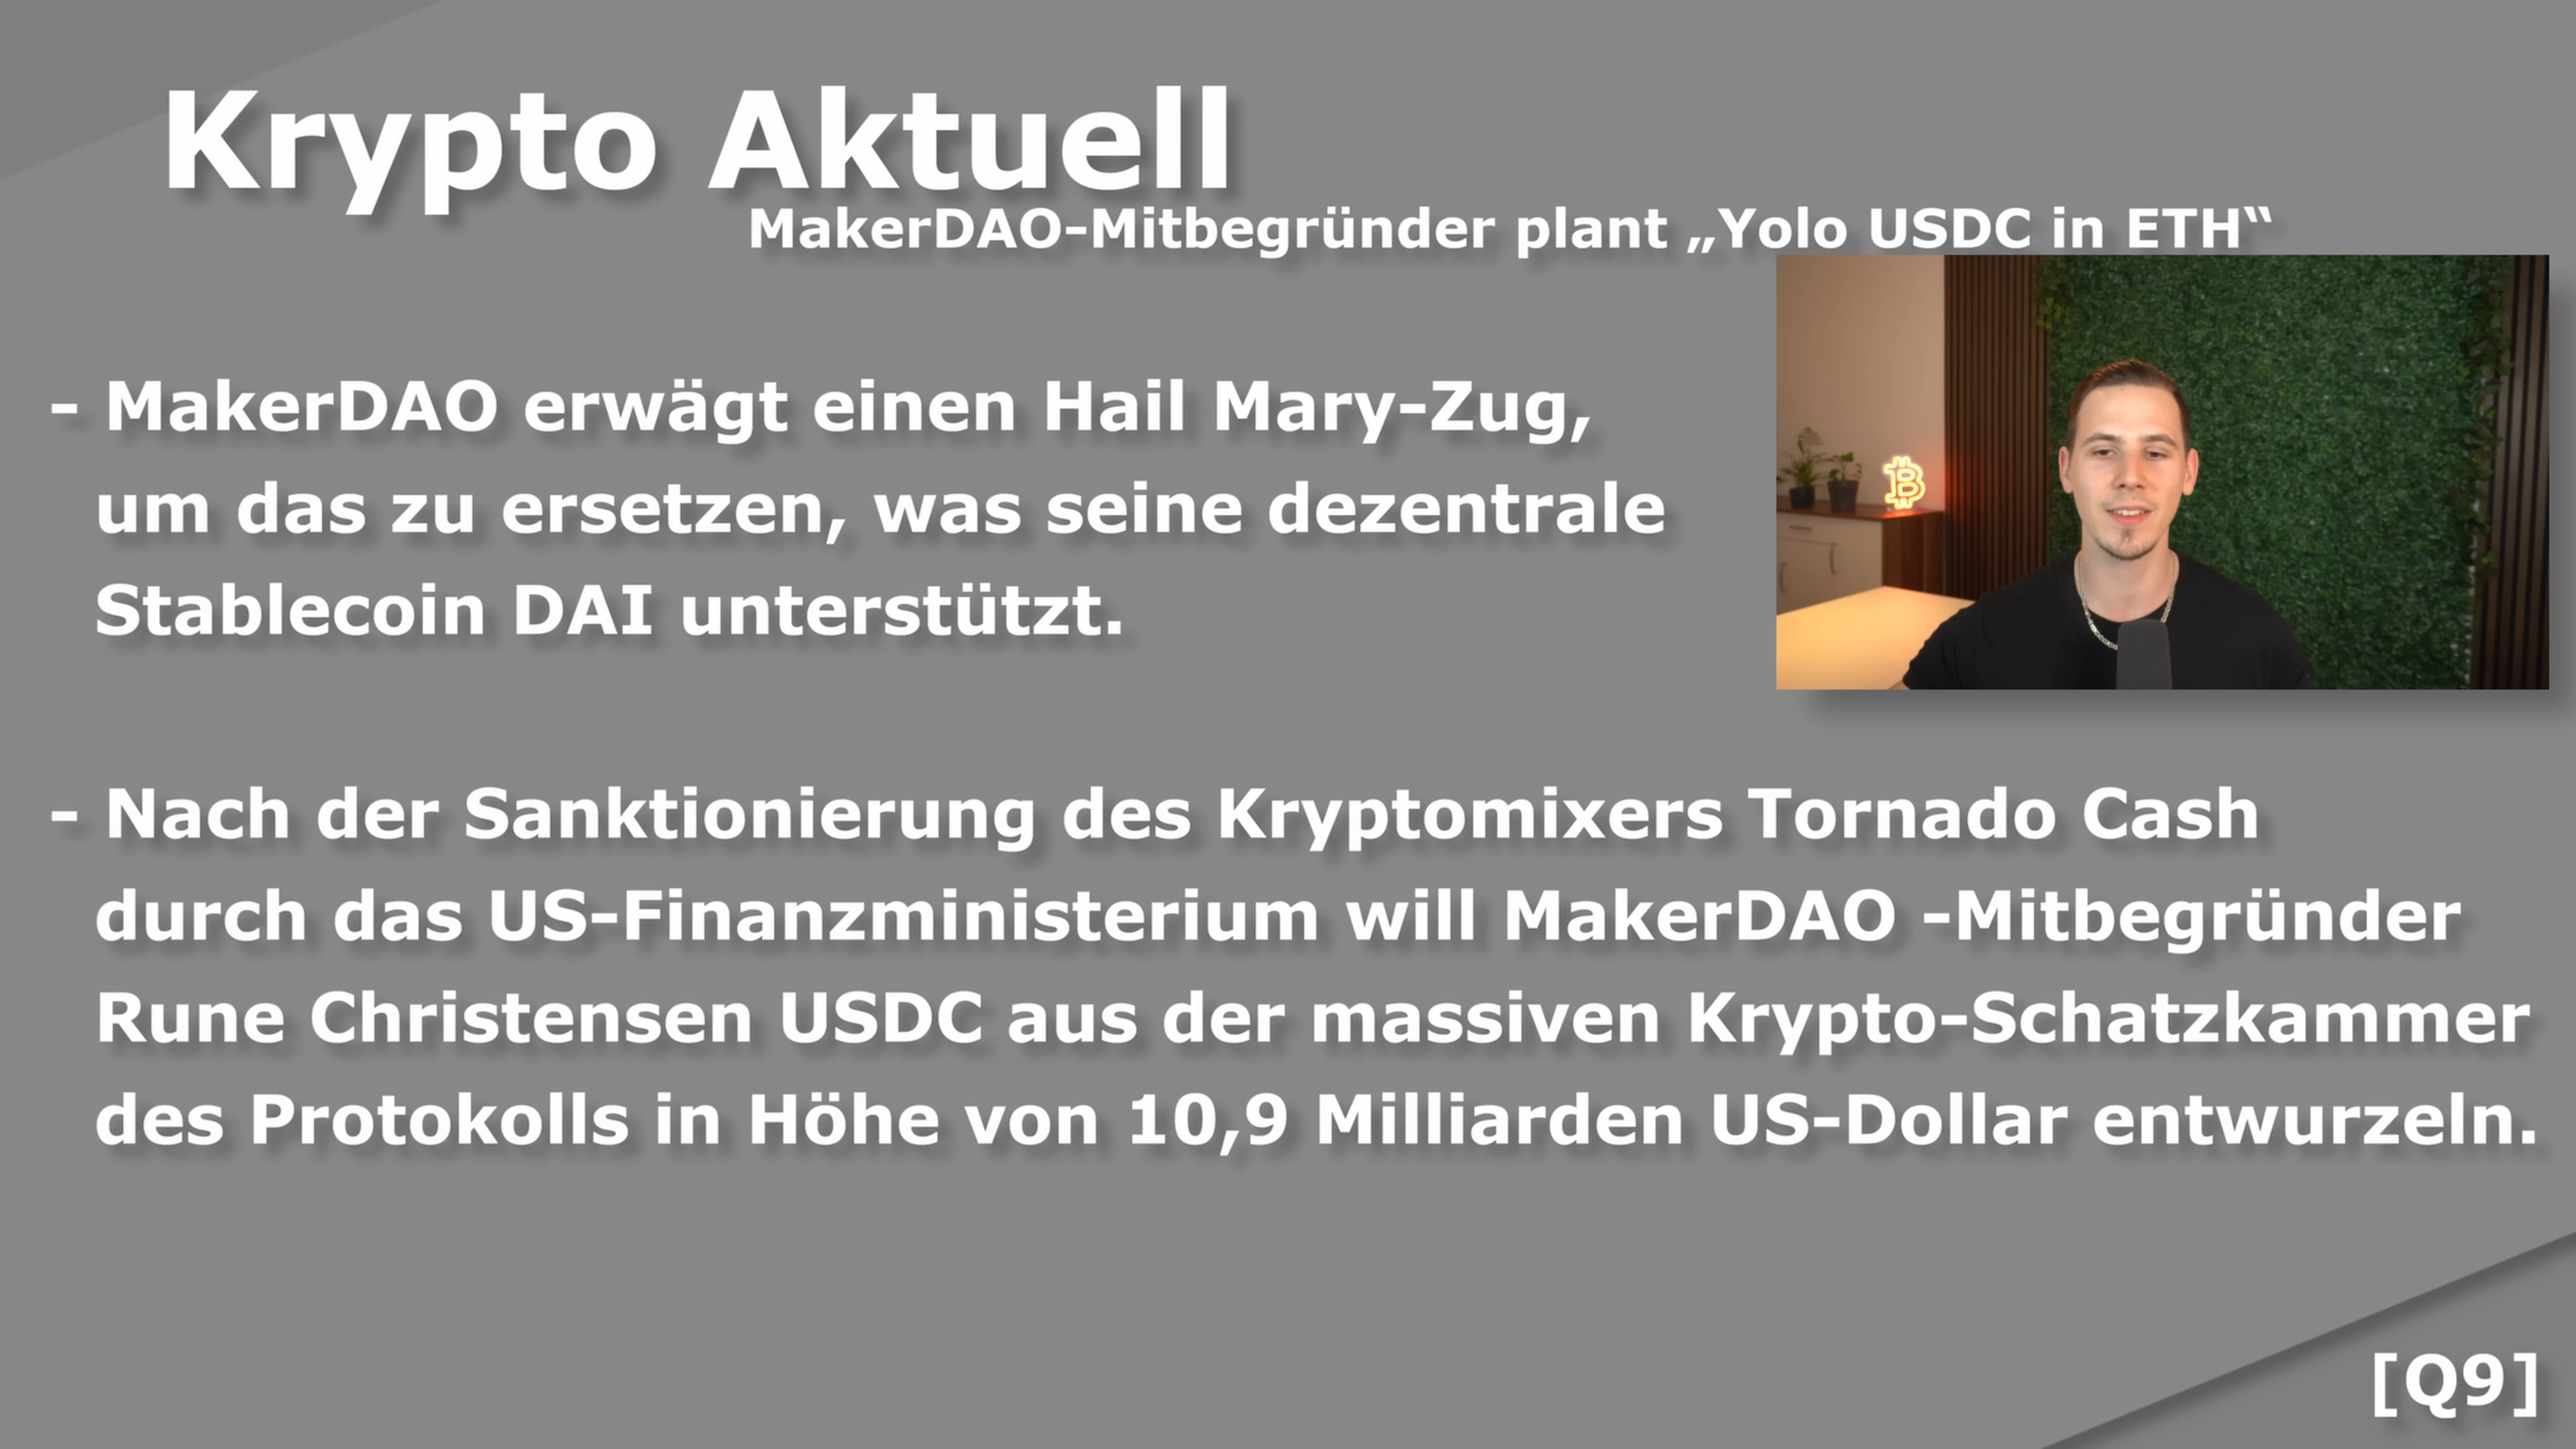 Krypto Aktuell
MakerDAO-Mitbegründer plant „Yolo USDC in ETH“
- MakerDAO erwägt einen Hail Mary-Zug,
um das zu ersetzen, was seine dezentrale
Stablecoin DAI unterstützt.
- Nach der Sanktionierung des Kryptomixers Tornado Cash
durch das US-Finanzministerium will MakerDAO -Mitbegründer
Rune Christensen USDC aus der massiven Krypto-Schatzkammer
des Protokolls in Höhe von 10,9 Milliarden US-Dollar entwurzeln.
[Q9]